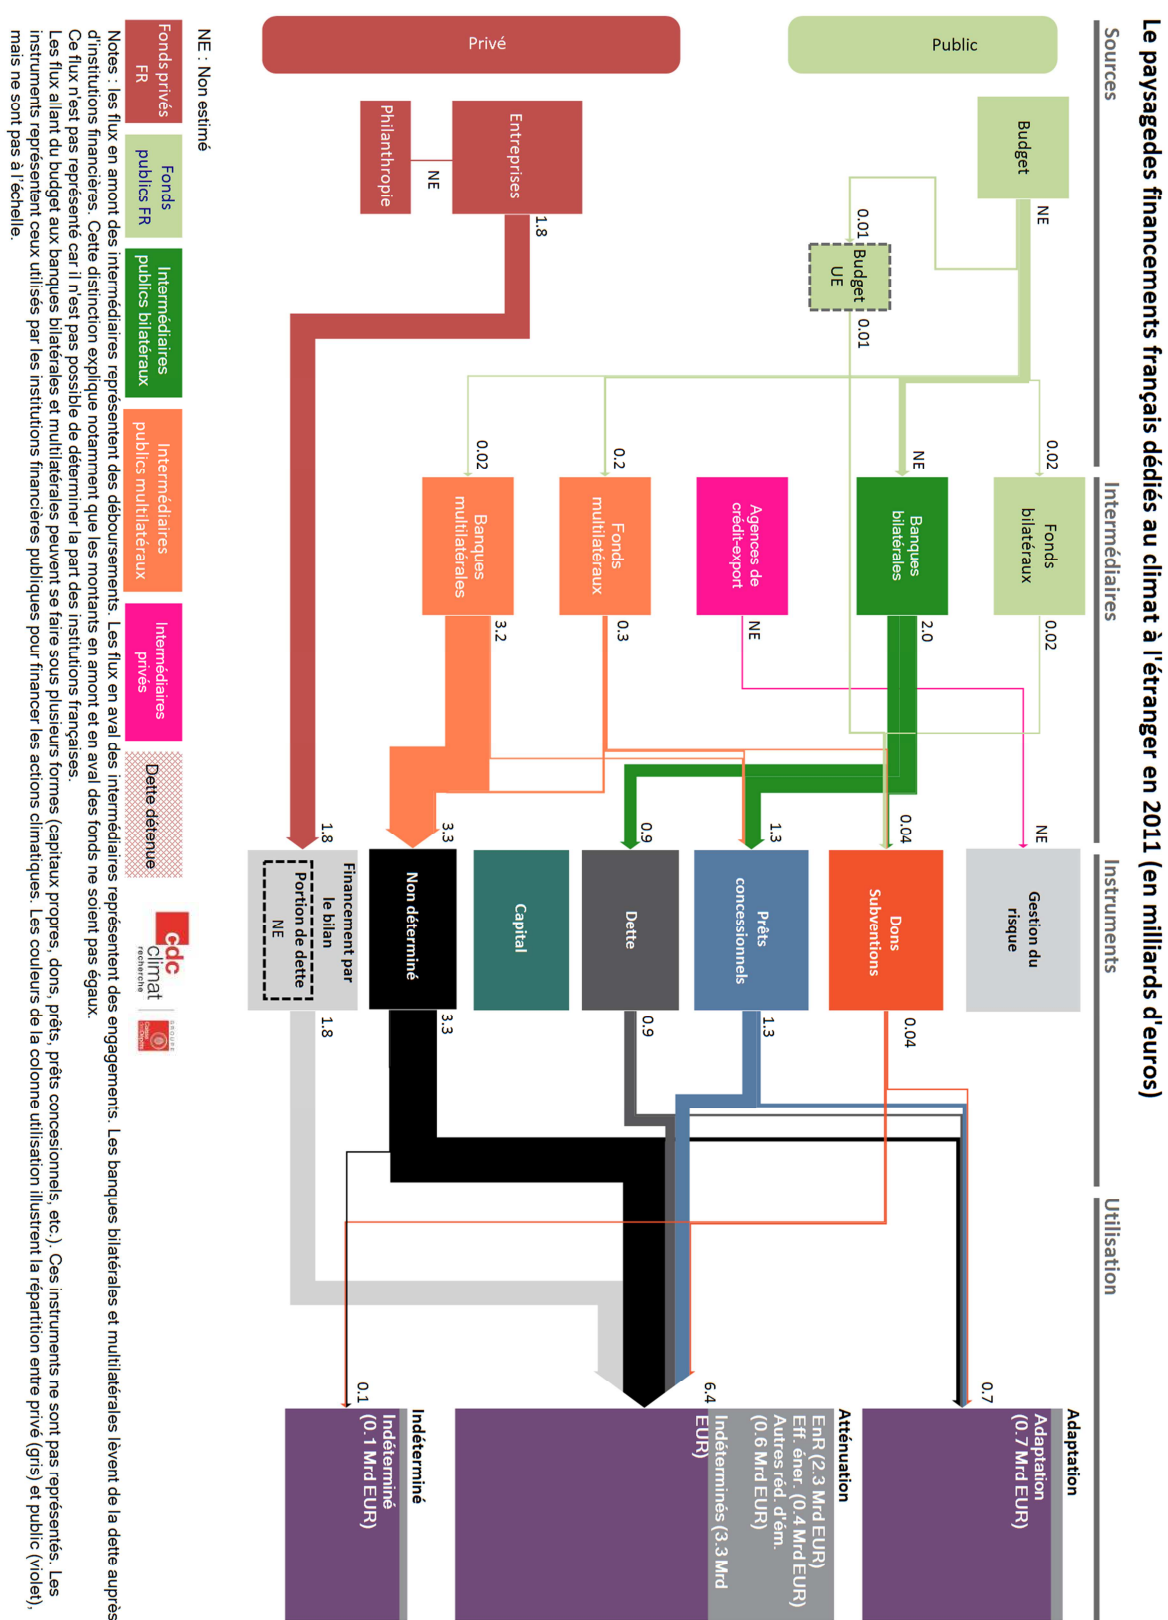 Le paysagedes financements français dédiés au climat à l'étranger en 2011 (en milliards d'euros)
Sources
Intermédiaires
Instruments
Utilisation
Public
Privé
Budget
NE
0.01
Budget
UE
0.01
Entreprises
1.8
NE
Philanthropie
0.02
NE
0.2
0.02
Fonds
bilatéraux
0.02
Banques
bilatérales
2.0
Agences de
crédit-export
NE
Fonds
multilatéraux
0.3
Banques
multilatérales
3.2
NE
0.04
1.3
0.9
3.3
1.8
Gestion du
risque
Dons
Subventions
0.04
Prêts
concessionnels
1.3
Dette
0.9
Capital
Non déterminé
3.3
Financement par
le bilan
Portion de dette
NE
1.8
0.7
Adaptation
Adaptation
(0.7 Mrd EUR)
6.4
Atténuation
EnR (2.3 Mrd EUR)
Eff. éner. (0.4 Mrd EUR)
Autres réd. d'ém.
(0.6 Mrd EUR)
Indéterminés (3.3 Mrd
EUR)
0.1
Indéterminé
Indéterminé
(0.1 Mrd EUR)
NE : Non estimé
Fonds privés
FR
Fonds
publics FR
Intermédiaires
publics bilatéraux
Intermédiaires
publics multilatéraux
Intermédiaires
privés
Dette détenue
cdc
climat
recherche
GROUPE
Notes : les flux en amont des intermédiaires représentent des déboursements. Les flux en aval des intermédiaires représentent des engagements. Les banques bilatérales et multilatérales lèvent de la dette auprès
d'institutions financières. Cette distinction explique notamment que les montants en amont et en aval des fonds ne soient pas égaux.
Ce flux n'est pas représenté car il n'est pas possible de déterminer la part des institutions françaises.
Les flux allant du budget aux banques bilatérales et multilatérales peuvent se faire sous plusieurs formes (capitaux propres, dons, prêts, prêts concesionnels, etc.). Ces instruments ne sont pas représentés. Les
instruments représentent ceux utilisés par les institutions financières publiques pour financer les actions climatiques. Les couleurs de la colonne utilisation illustrent la répartition entre privé (gris) et public (violet),
mais ne sont pas à l'échelle.